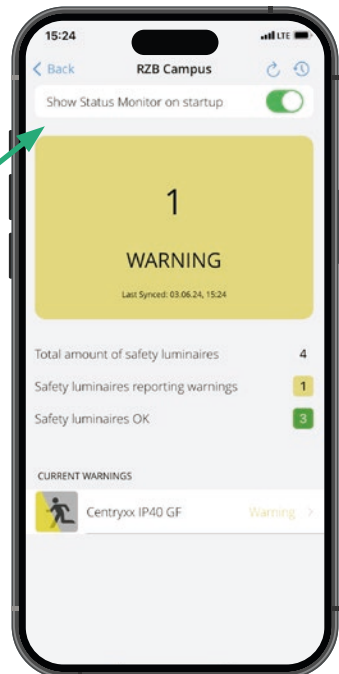 15:24 LTE
Back RZB Campus
Show Status Monitor on startup
1
WARNING
Last Synced: 03.06.24, 15:24
Total amount of safety luminaires 4
Safety luminaires reporting warnings 1
Safety luminaires OK 3
CURRENT WARNINGS
Centryxx IP40 GF Warning